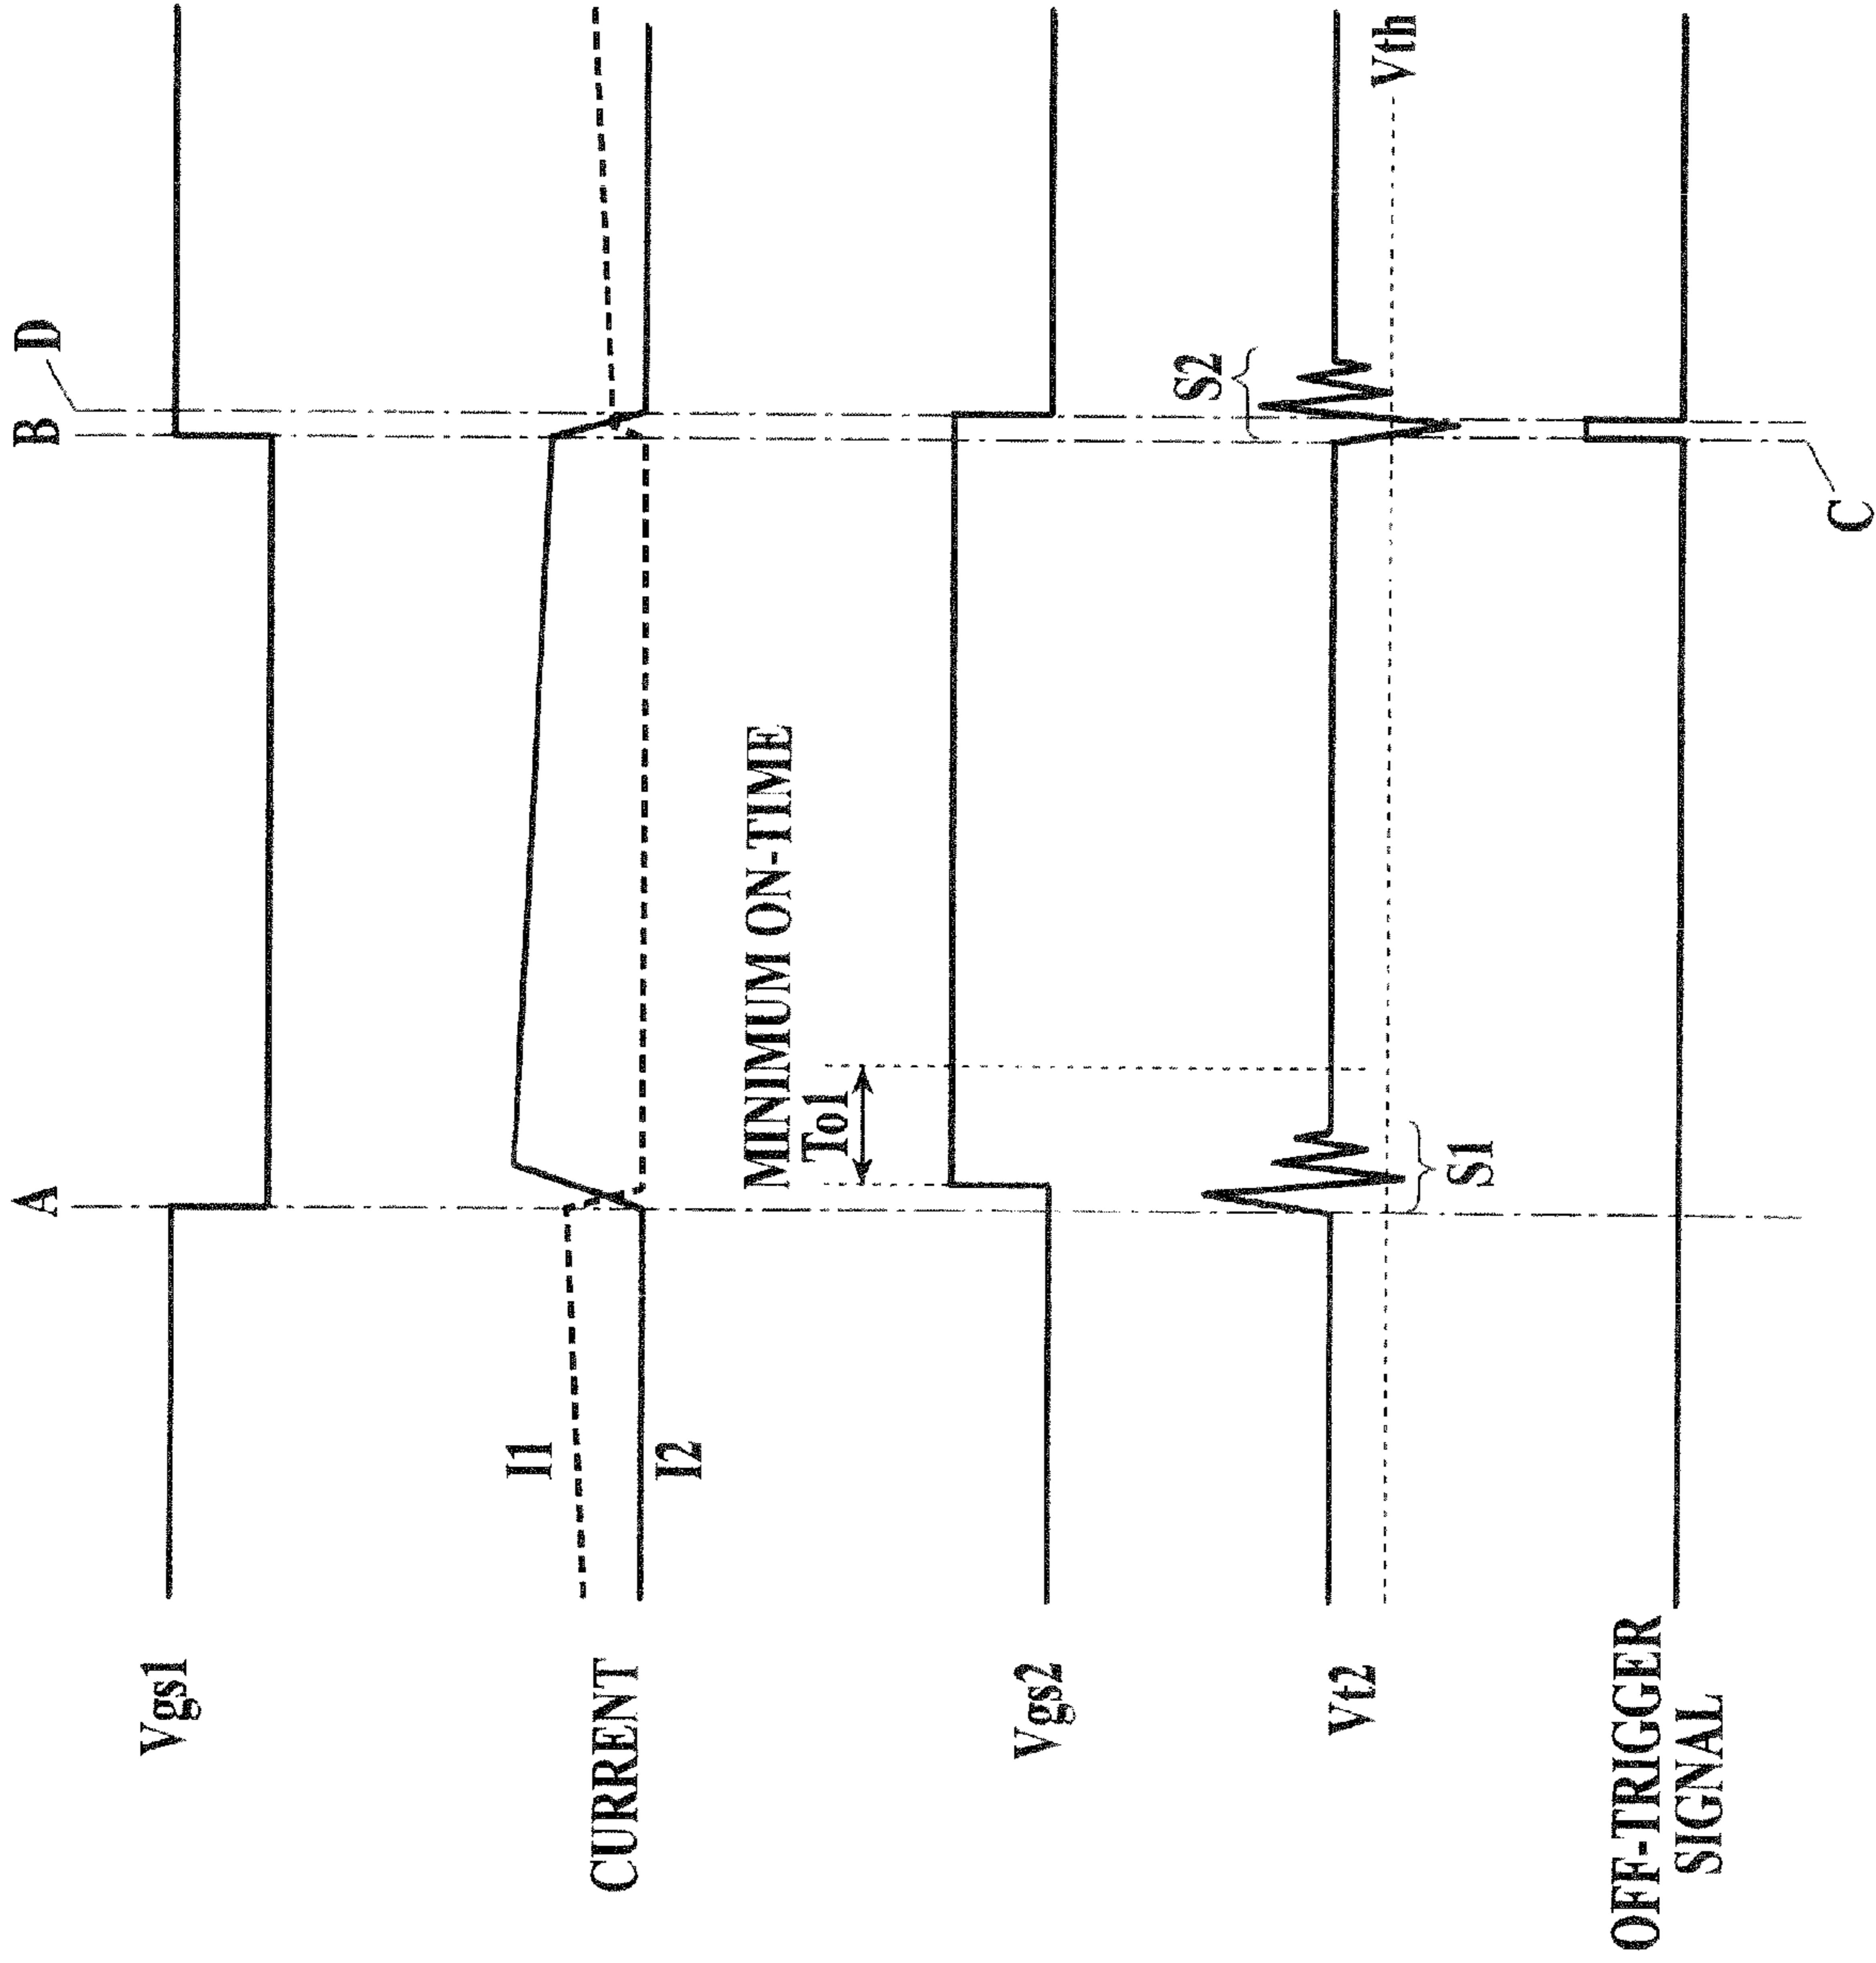 A
B
D
Vgs1
I1
CURRENT
I2
MINIMUM ON-TIME
To1
Vgs2
S2
Vt2
Vth
S1
C
OFF-TRIGGER
SIGNAL